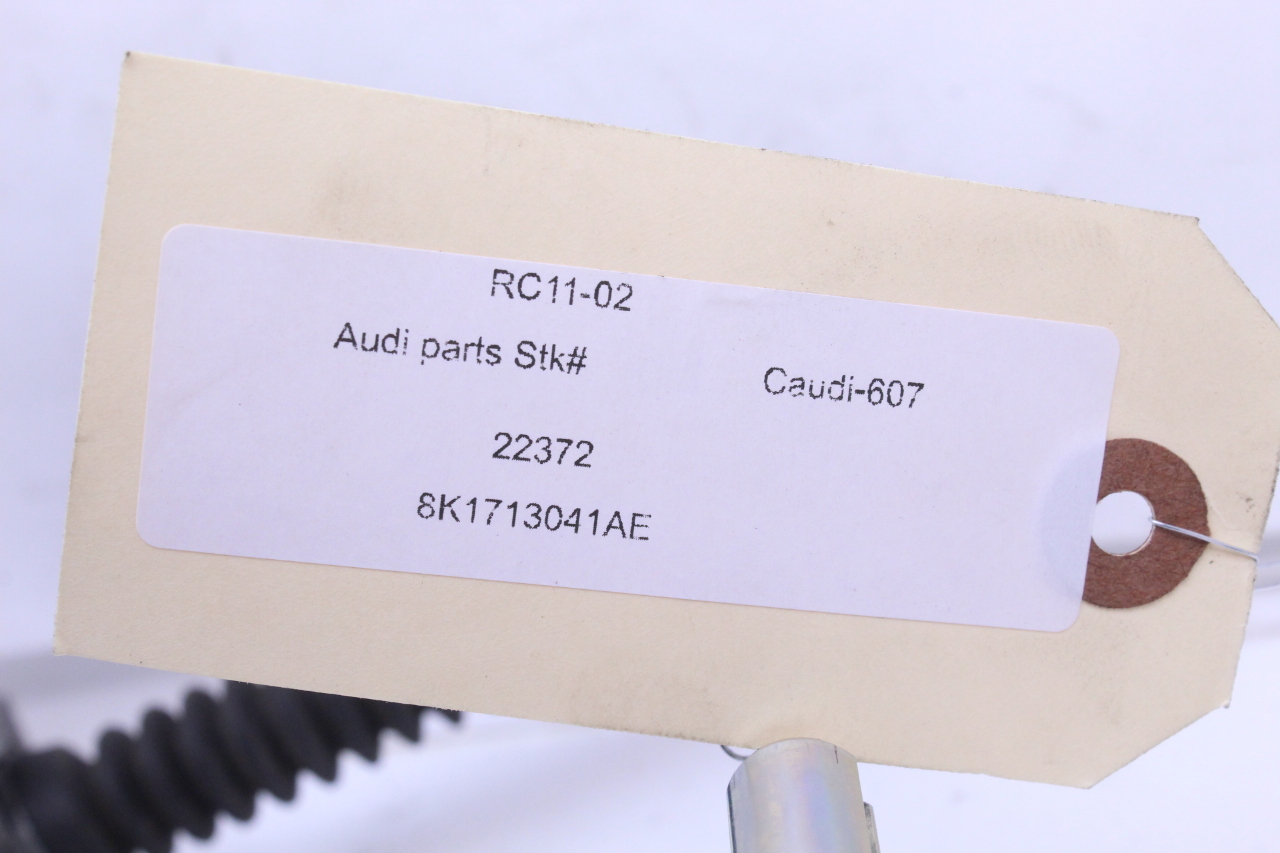 RC11-02
Audi parts Stk# Caudi-607
22372
8K1713041AE